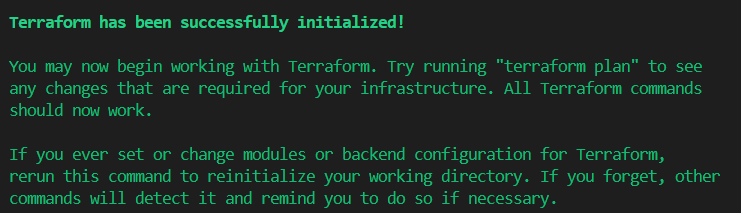 Terraform has been successfully initialized!
You may now begin working with Terraform. Try running "terraform plan" to see
any changes that are required for your infrastructure. All Terraform commands
should now work.
If you ever set or change modules or backend configuration for Terraform,
rerun this command to reinitialize your working directory. If you forget, other
commands will detect it and remind you to do so if necessary.